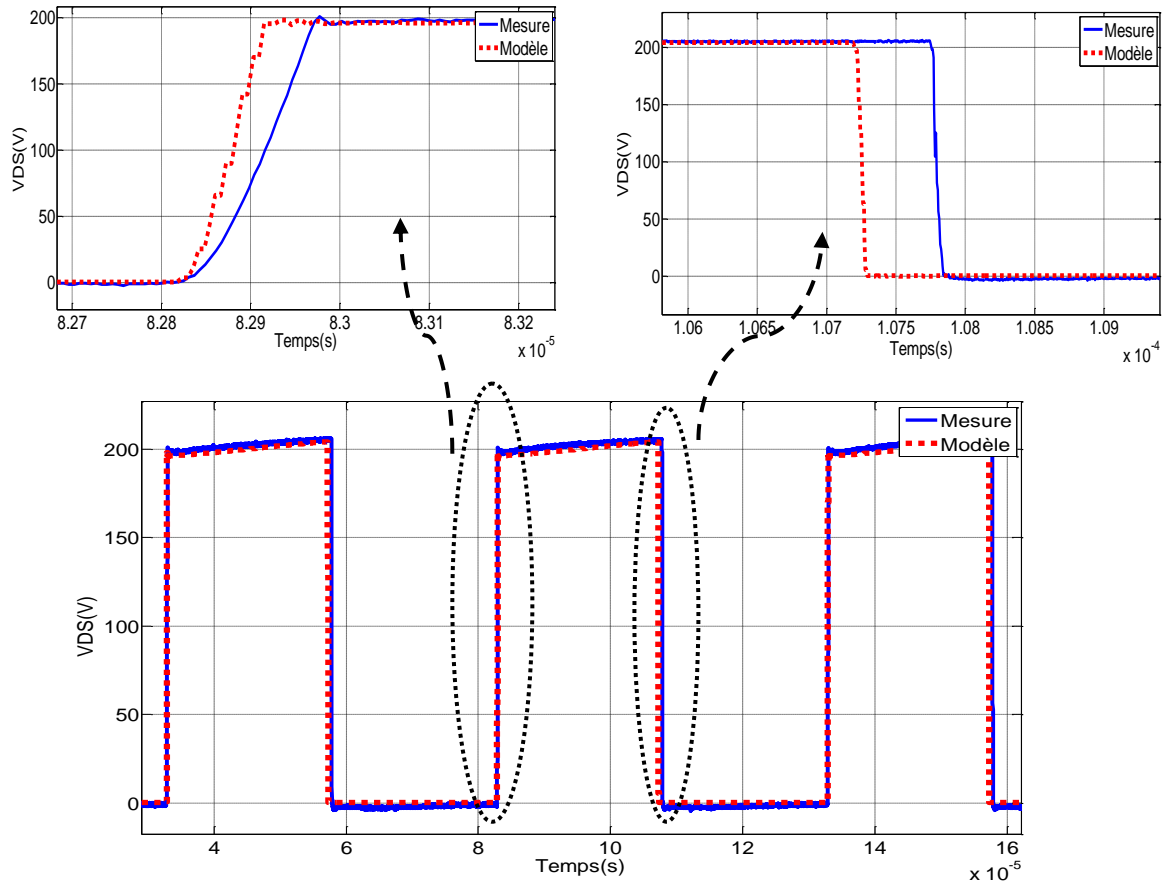 200
150
100
50
0
VDS(V)
Mesure
Modèle
8.27 8.28 8.29 8.3 8.31 8.32
Temps(s)
x 10-5
200
150
100
50
0
VDS(V)
Mesure
Modèle
1.06 1.065 1.07 1.075 1.08 1.085 1.09
Temps(s)
x 10-4
200
150
100
50
0
VDS(V)
Mesure
Modèle
4 6 8 10 12 14 16
Temps(s)
x 10-5